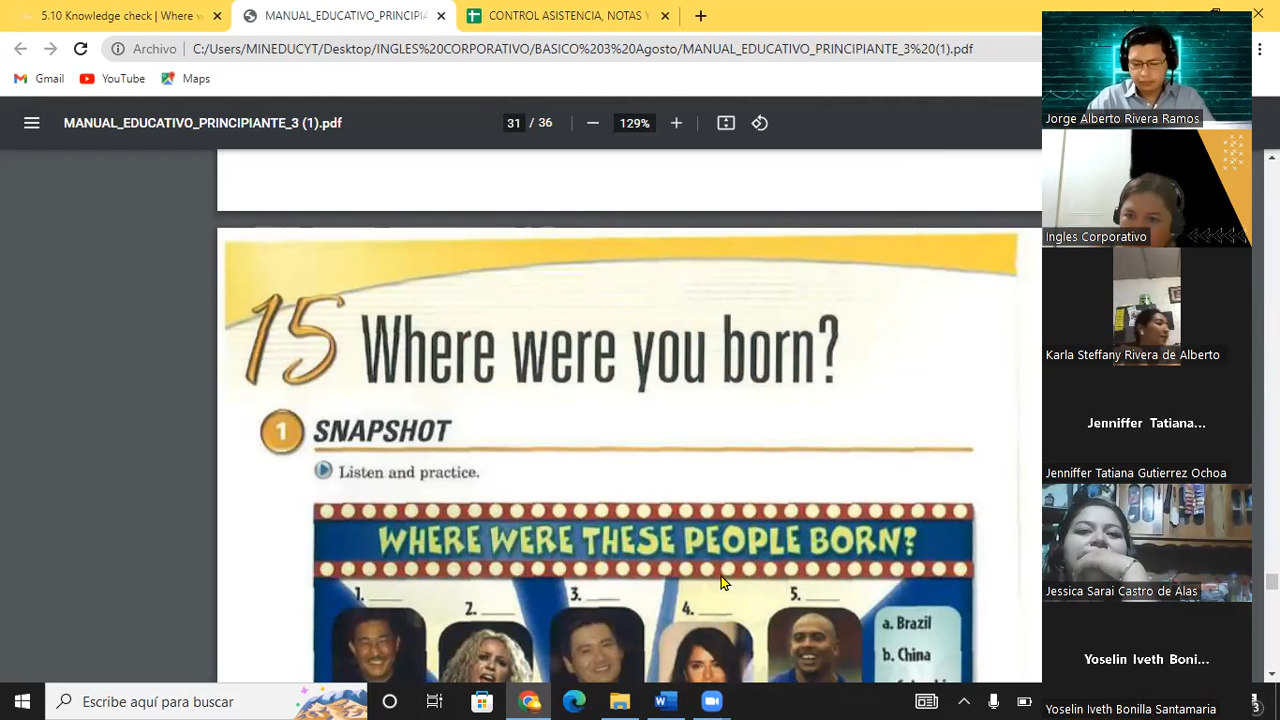 5.10 Knowledge check | Where w
MANUAL_EDUCATIVO_PRINCIPIA
CONTROL ASISTENCIA, NOTAS Y
Archivo
C:/Users/MINEDUCYT/Desktop/INGLES%20CORPORATIVO/BASICO%203%20Agosto/MANUAL_EDUCATIVO_PRINCIPIANTE_3%20(1).pdf
Gmail
YouTube
Maps
MANUAL_EDUCATIVO_PRINCIPIANTE_3 (1).pdf
31 / 36
129%
15 Where were you born?
1 SNAPSHOT
Listen and practice.
WHERE WERE THESE PEOPLE BORN?
1.
2.
3.
4.
5.
a. Brazil
b. China
Jorge Alberto Rivera Ramos
Ingles Corporativo
Karla Steffany Rivera de Alberto
Jenniffer Tatiana...
Jenniffer Tatiana Gutierrez Ochoa
Jessica Sarai Castro de Alas
Yoselin Iveth Boni...
Yoselin Iveth Bonilla Santamaria
Escribe aquí para buscar